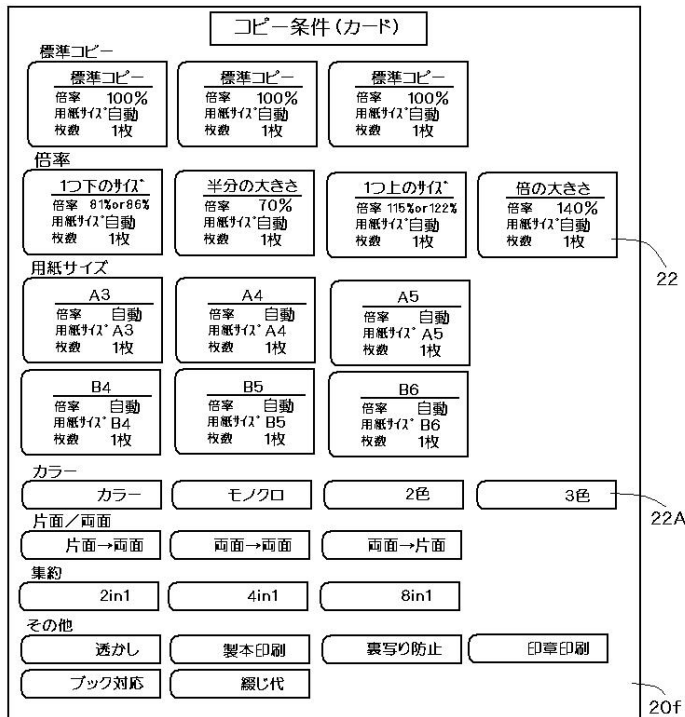 コピー条件(カード)
標準コピー
標準コピー 標準コピー 標準コピー
倍率 100% 倍率 100% 倍率 100%
用紙サイズ自動 用紙サイズ自動 用紙サイズ自動
枚数 1枚 枚数 1枚 枚数 1枚
倍率
1つ下のサイズ 半分の大きさ 1つ上のサイズ 倍の大きさ
倍率 81%or86% 倍率 70% 倍率 115%or122% 倍率 140%
用紙サイズ自動 用紙サイズ自動 用紙サイズ自動 用紙サイズ自動
枚数 1枚 枚数 1枚 枚数 1枚 枚数 1枚
22
用紙サイズ
A3 A4 A5
倍率 自動 倍率 自動 倍率 自動
用紙サイズ A3 用紙サイズ A4 用紙サイズ A5
枚数 1枚 枚数 1枚 枚数 1枚
B4 B5 B6
倍率 自動 倍率 自動 倍率 自動
用紙サイズ B4 用紙サイズ B5 用紙サイズ B6
枚数 1枚 枚数 1枚 枚数 1枚
カラー
カラー モノクロ 2色 3色
22A
片面/両面
片面→両面 両面→両面 両面→片面
集約
2in1 4in1 8in1
その他
透かし 製本印刷 裏写り防止 印章印刷
ブック対応 綴じ代
20f